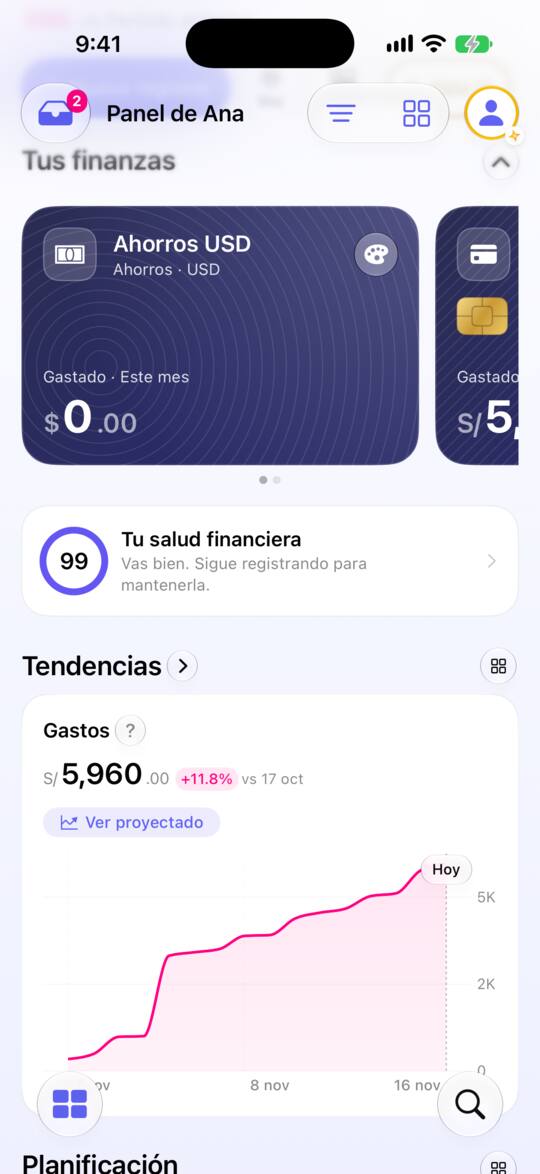 9:41
2
Panel de Ana
Tus finanzas
Ahorros USD
Ahorros · USD
Gastado · Este mes
$0.00
Gastado
S/5,
99
Tu salud financiera
Vas bien. Sigue registrando para
mantenerla.
Tendencias
Gastos ?
S/5,960.00 +11.8% vs 17 oct
Ver proyectado
Hoy
5K
2K
0
ov 8 nov 16 nov
Planificación